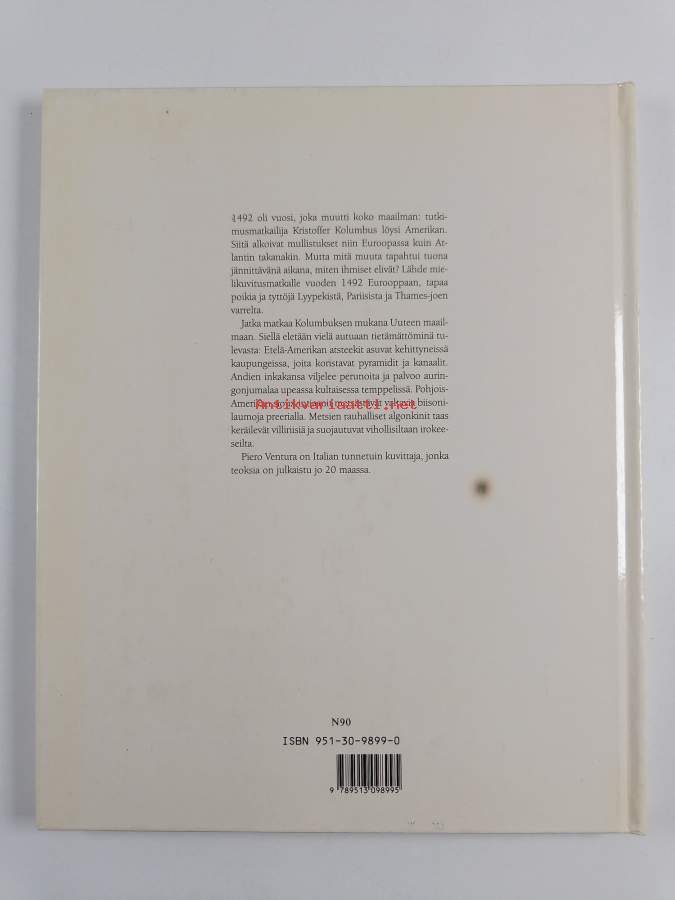 1492 oli vuosi, joka muutti koko maailman: tutki-
musmatkailija Kristoffer Kolumbus löysi Amerikan.
Siitä alkoivat mullistukset niin Euroopassa kuin At-
lantin takanakin. Mutta mitä muuta tapahtui tuona
jännittävänä aikana, miten ihmiset elivät? Lähde mie-
likuvitusmatkalle vuoden 1492 Eurooppaan, tapaa
poikia ja tyttöjä Lyypekistä, Pariisista ja Thames-joen
varrelta.
Jatka matkaa Kolumbuksen mukana Uuteen maail-
maan. Siellä eletään vielä autuaan tietämättöminä tu-
levasta: Etelä-Amerikan atsteekit asuvat kehittyneissä
kaupungeissa, joita koristavat pyramidit ja kanaalit.
Andien inkakansa viljelee perunoita ja palvoo aurin-
gonjumalaa upeassa kultaisessa temppelissä. Pohjois-
Amerikan metsästävät valtavia biisoni-
Antikvariaatti.net
laumoja preerialla. Metsien rauhalliset algonkinit taas
keräilevät villiriisiä ja suojautuvat vihollisiltaan irokee-
seilta.
Piero Ventura on Italian tunnetuin kuvittaja, jonka
teoksia on julkaistu jo 20 maassa.
N90
ISBN 951-30-9899-0
9 789513 098995